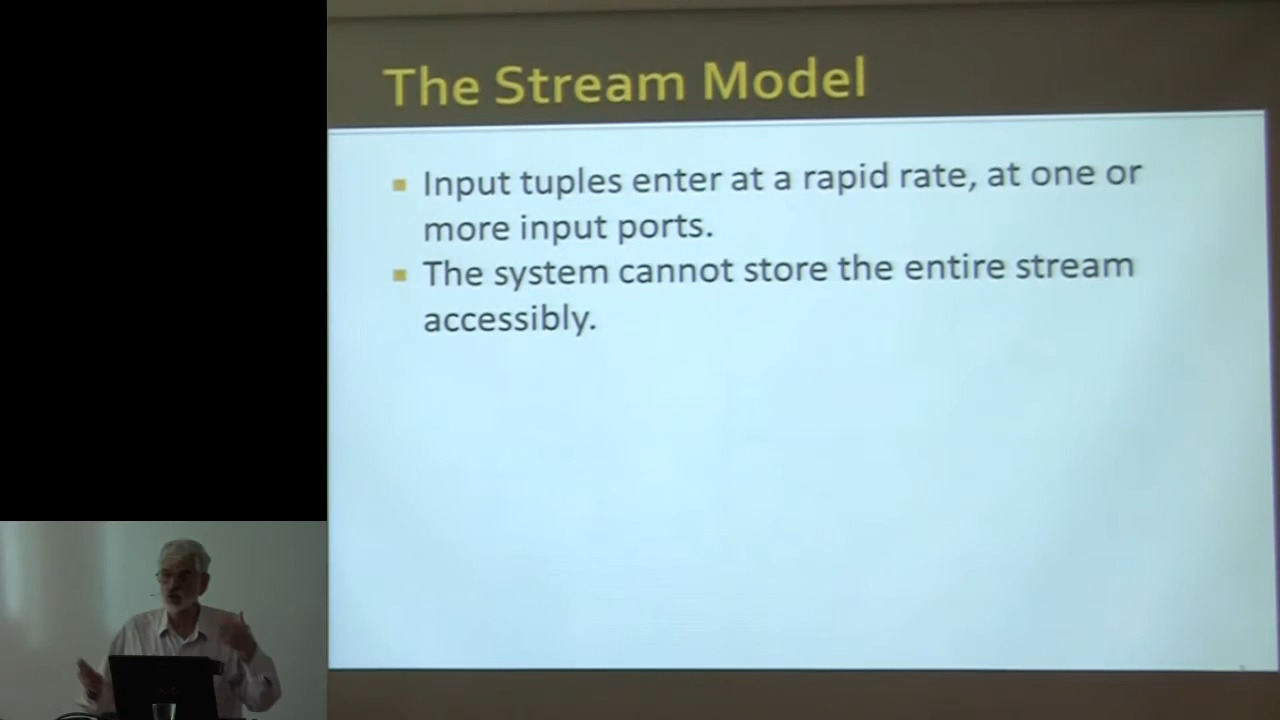 The Stream Model
Input tuples enter at a rapid rate, at one or
more input ports.
The system cannot store the entire stream
accessibly.